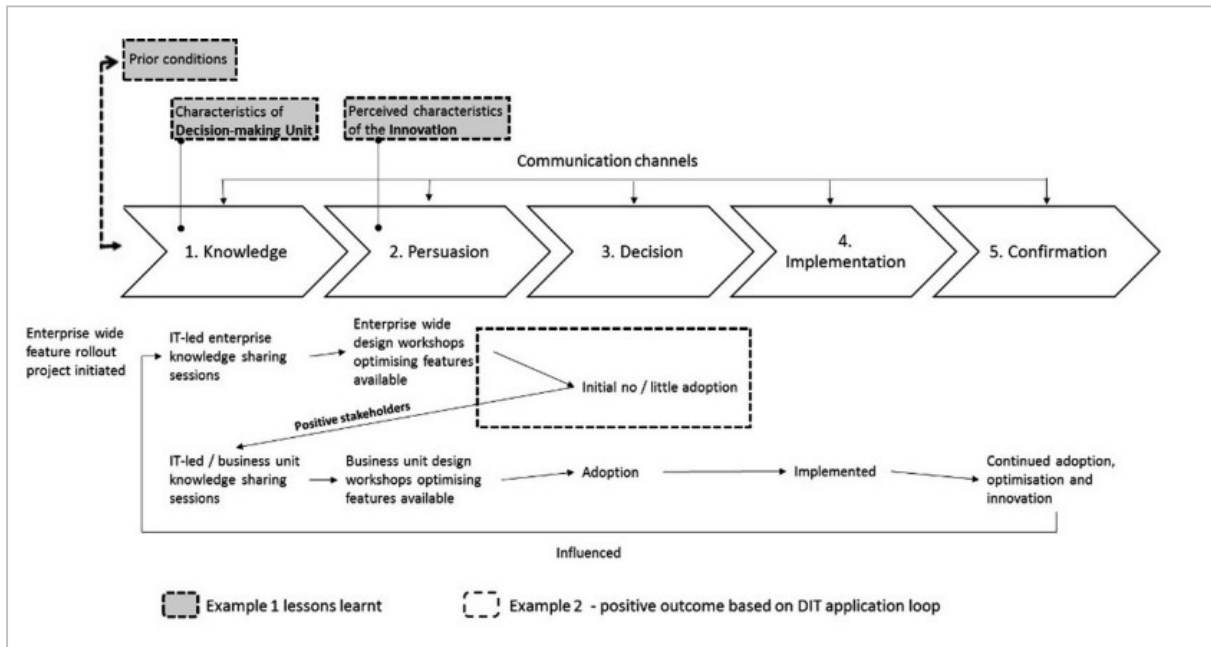 Prior conditions
Characteristics of
Decision-making Unit
Perceived characteristics
of the Innovation
Communication channels
1. Knowledge
2. Persuasion
3. Decision
4.
Implementation
5. Confirmation
Enterprise wide
feature rollout
project initiated
IT-led enterprise
knowledge sharing
sessions
Enterprise wide
design workshops
optimising features
available
Initial no / little adoption
Positive stakeholders
IT-led / business unit
knowledge sharing
sessions
Business unit design
workshops optimising
features available
Adoption
Implemented
Continued adoption,
optimisation and
innovation
Influenced
Example 1 lessons learnt
Example 2 - positive outcome based on DIT application loop